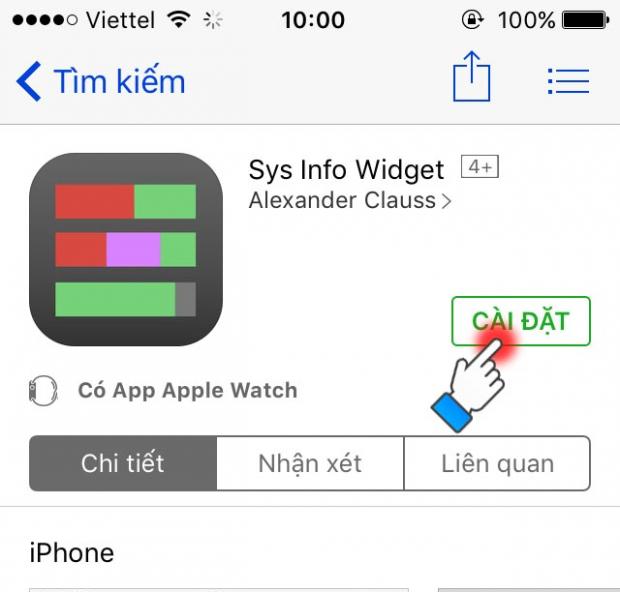 Viettel 10:00 100%
Tìm kiếm
Sys Info Widget 4+
Alexander Clauss
CÀI ĐẶT
Có App Apple Watch
Chi tiết Nhận xét Liên quan
iPhone